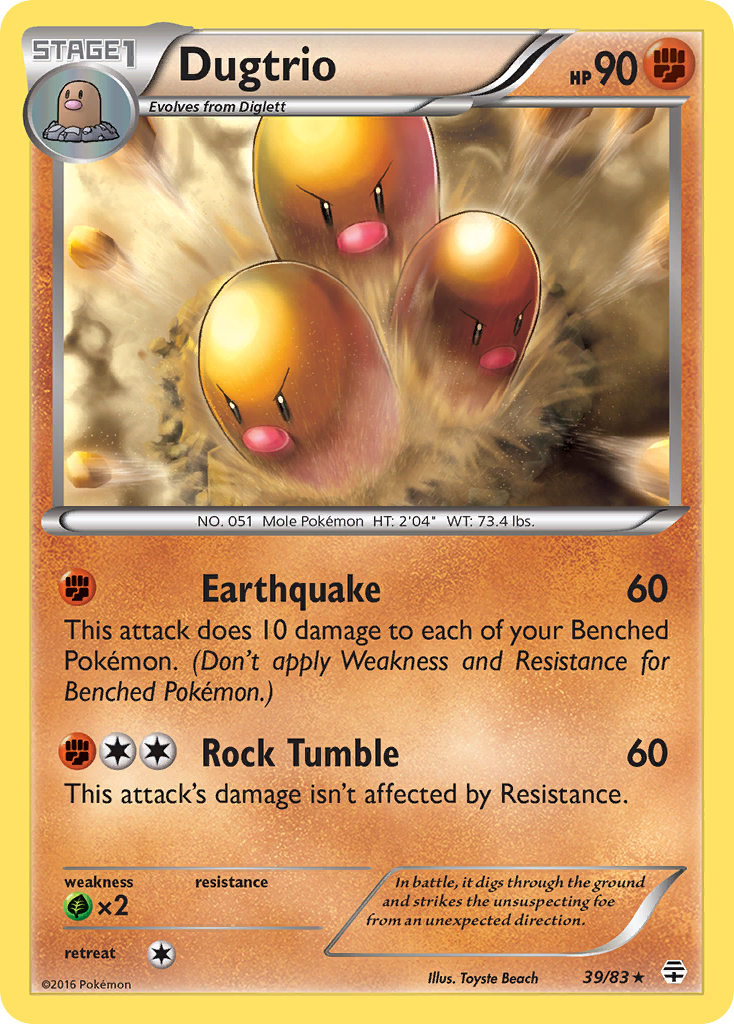 STAGE1
Dugtrio
HP 90
Evolves from Diglett
NO. 051 Mole Pokémon HT: 2'04" WT: 73.4 lbs.
Earthquake 60
This attack does 10 damage to each of your Benched
Pokémon. (Don't apply Weakness and Resistance for
Benched Pokémon.)
Rock Tumble 60
This attack's damage isn't affected by Resistance.
weakness resistance
×2
retreat
In battle, it digs through the ground
and strikes the unsuspecting foe
from an unexpected direction.
©2016 Pokémon
Illus. Toyste Beach
39/83★